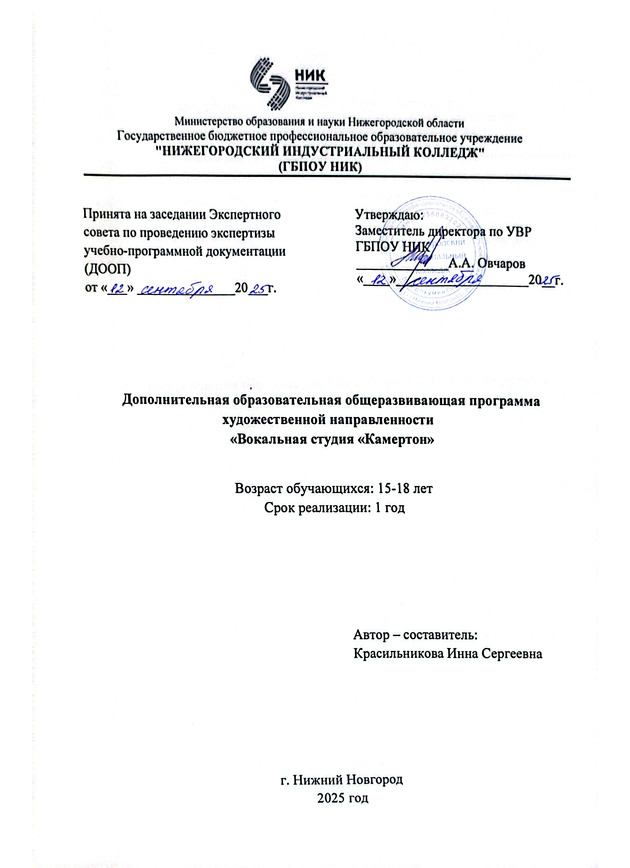 НИК
Министерство образования и науки Нижегородской области
Государственное бюджетное профессиональное образовательное учреждение
"НИЖЕГОРОДСКИЙ ИНДУСТРИАЛЬНЫЙ КОЛЛЕДЖ"
(ГБПОУ НИК)
Принята на заседании Экспертного
совета по проведению экспертизы
учебно-программной документации
(ДООП)
от «12» сентября 2025г.
Утверждаю:
Заместитель директора по УВР
ГБПОУ НИК
А.А. Овчаров
«12» сентября 2025г.
Дополнительная образовательная общеразвивающая программа
художественной направленности
«Вокальная студия «Камертон»
Возраст обучающихся: 15-18 лет
Срок реализации: 1 год
Автор – составитель:
Красильникова Инна Сергеевна
г. Нижний Новгород
2025 год